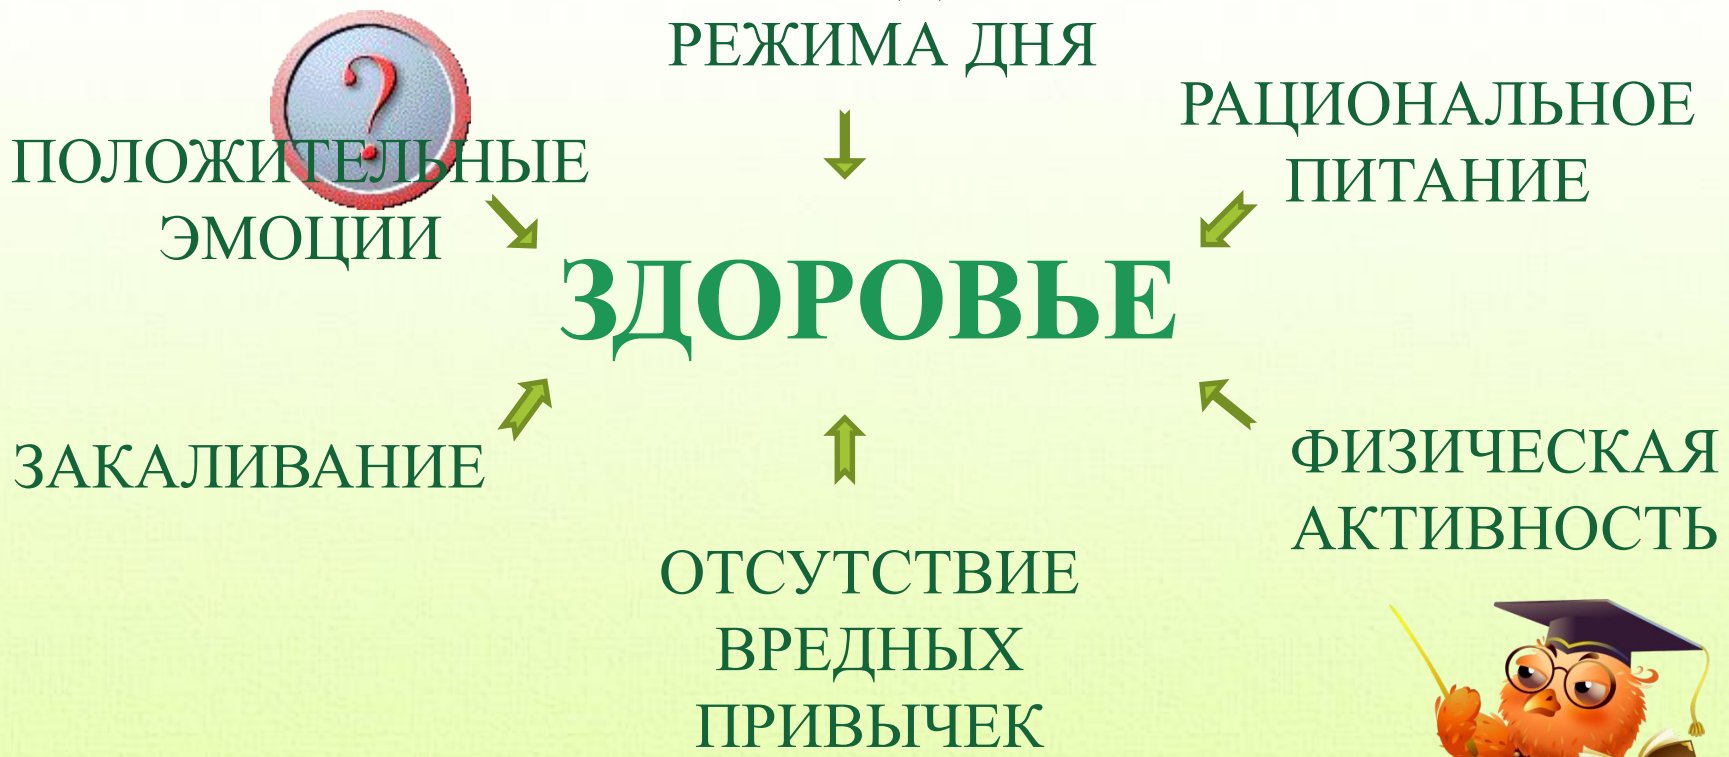 РЕЖИМА ДНЯ
РАЦИОНАЛЬНОЕ
ПИТАНИЕ
?
ПОЛОЖИТЕЛЬНЫЕ
ЭМОЦИИ
ЗДОРОВЬЕ
ЗАКАЛИВАНИЕ
ФИЗИЧЕСКАЯ
АКТИВНОСТЬ
ОТСУТСТВИЕ
ВРЕДНЫХ
ПРИВЫЧЕК